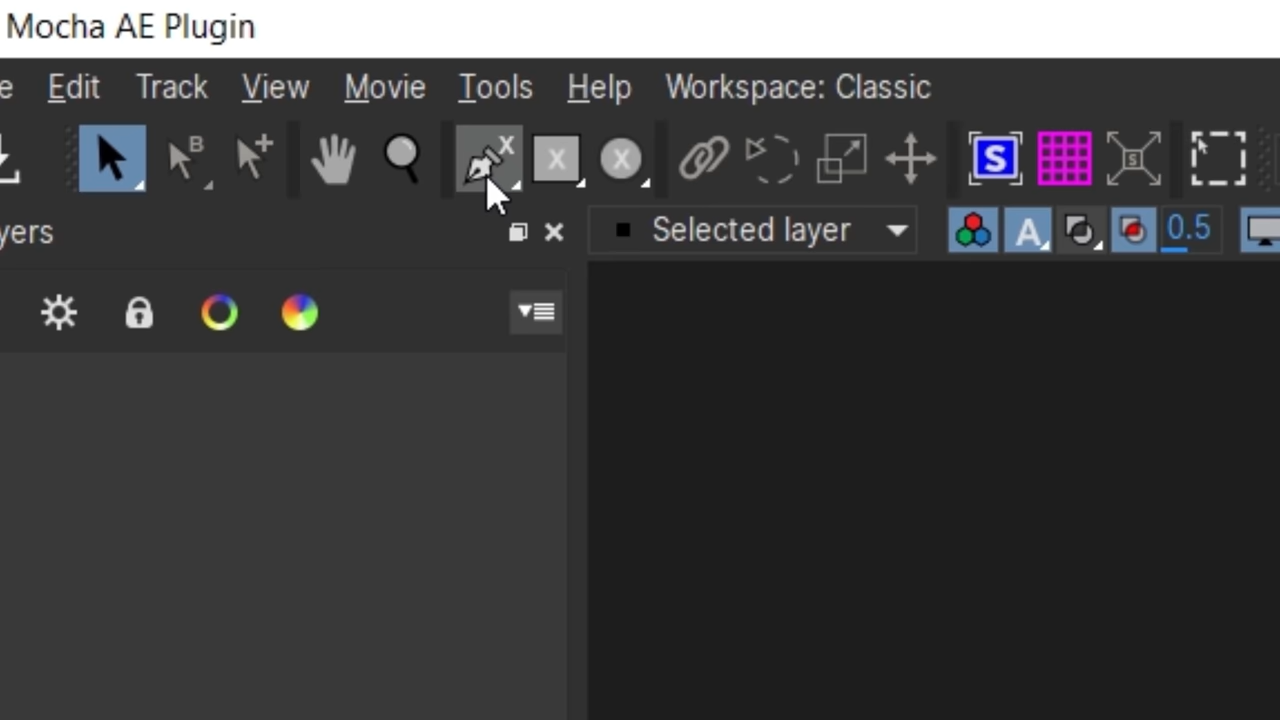 Mocha AE Plugin
e Edit Track View Movie Tools Help Workspace: Classic
B X X X S S
yers Selected layer A 0.5